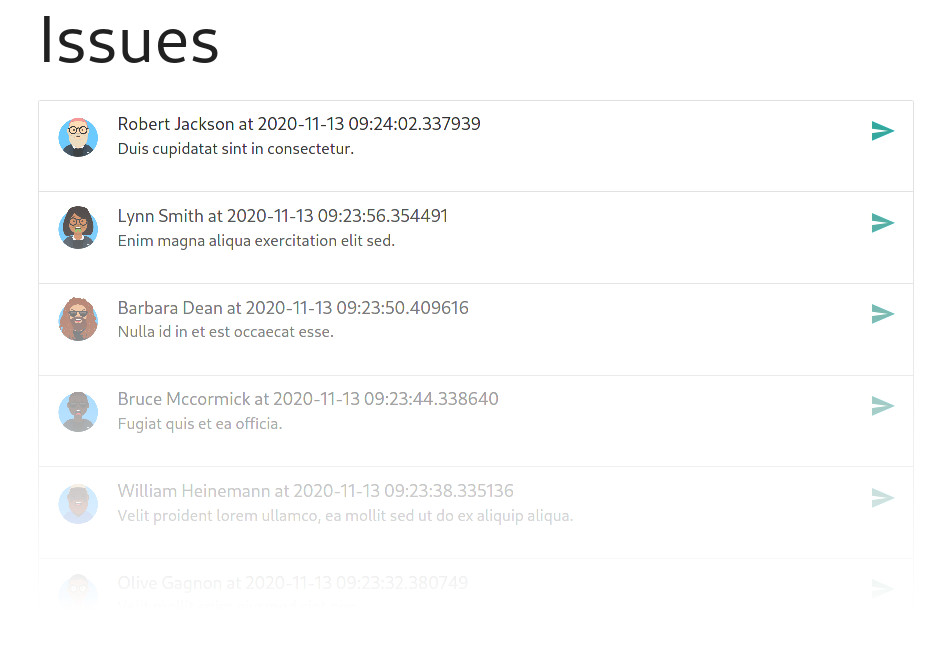 Issues
Robert Jackson at 2020-11-13 09:24:02.337939
Duis cupidatat sint in consectetur.
Lynn Smith at 2020-11-13 09:23:56.354491
Enim magna aliqua exercitation elit sed.
Barbara Dean at 2020-11-13 09:23:50.409616
Nulla id in et est occaecat esse.
Bruce Mccormick at 2020-11-13 09:23:44.338640
Fugiat quis et ea officia.
William Heinemann at 2020-11-13 09:23:38.335136
Velit proident lorem ullamco, ea mollit sed ut do ex aliquip aliqua.
Olive Gagnon at 2020-11-13 09:23:32.380749